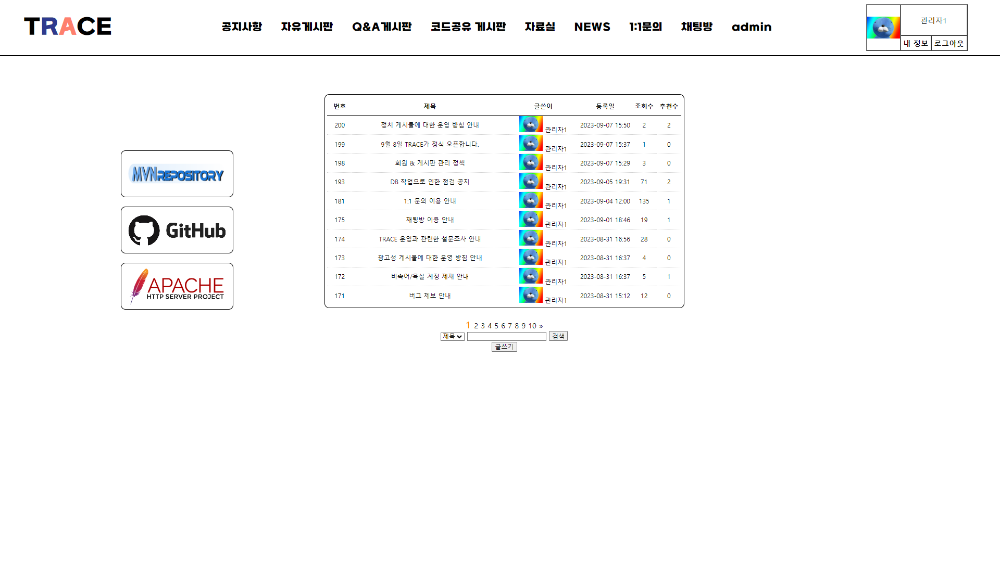 TRACE
공지사항 자유게시판 Q&A게시판 코드공유 게시판 자료실 NEWS 1:1문의 채팅방 admin
관리자1
내 정보 로그아웃
MVNREPOSITORY
GitHub
APACHE
HTTP SERVER PROJECT
번호 제목 글쓴이 등록일 조회수 추천수
200 정치 게시물에 대한 운영 방침 안내 관리자1 2023-09-07 15:50 2 2
199 9월 8일 TRACE가 정식 오픈합니다. 관리자1 2023-09-07 15:37 1 0
198 회원 & 게시판 관리 정책 관리자1 2023-09-07 15:29 3 0
193 DB 작업으로 인한 점검 공지 관리자1 2023-09-05 19:31 71 2
181 1:1 문의 이용 안내 관리자1 2023-09-04 12:00 135 1
175 채팅방 이용 안내 관리자1 2023-09-01 18:46 19 1
174 TRACE 운영과 관련한 설문조사 안내 관리자1 2023-08-31 16:56 28 0
173 광고성 게시물에 대한 운영 방침 안내 관리자1 2023-08-31 16:37 4 0
172 비속어/욕설 계정 제재 안내 관리자1 2023-08-31 16:37 5 1
171 버그 제보 안내 관리자1 2023-08-31 15:12 12 0
1 2 3 4 5 6 7 8 9 10 »
제목 검색
글쓰기